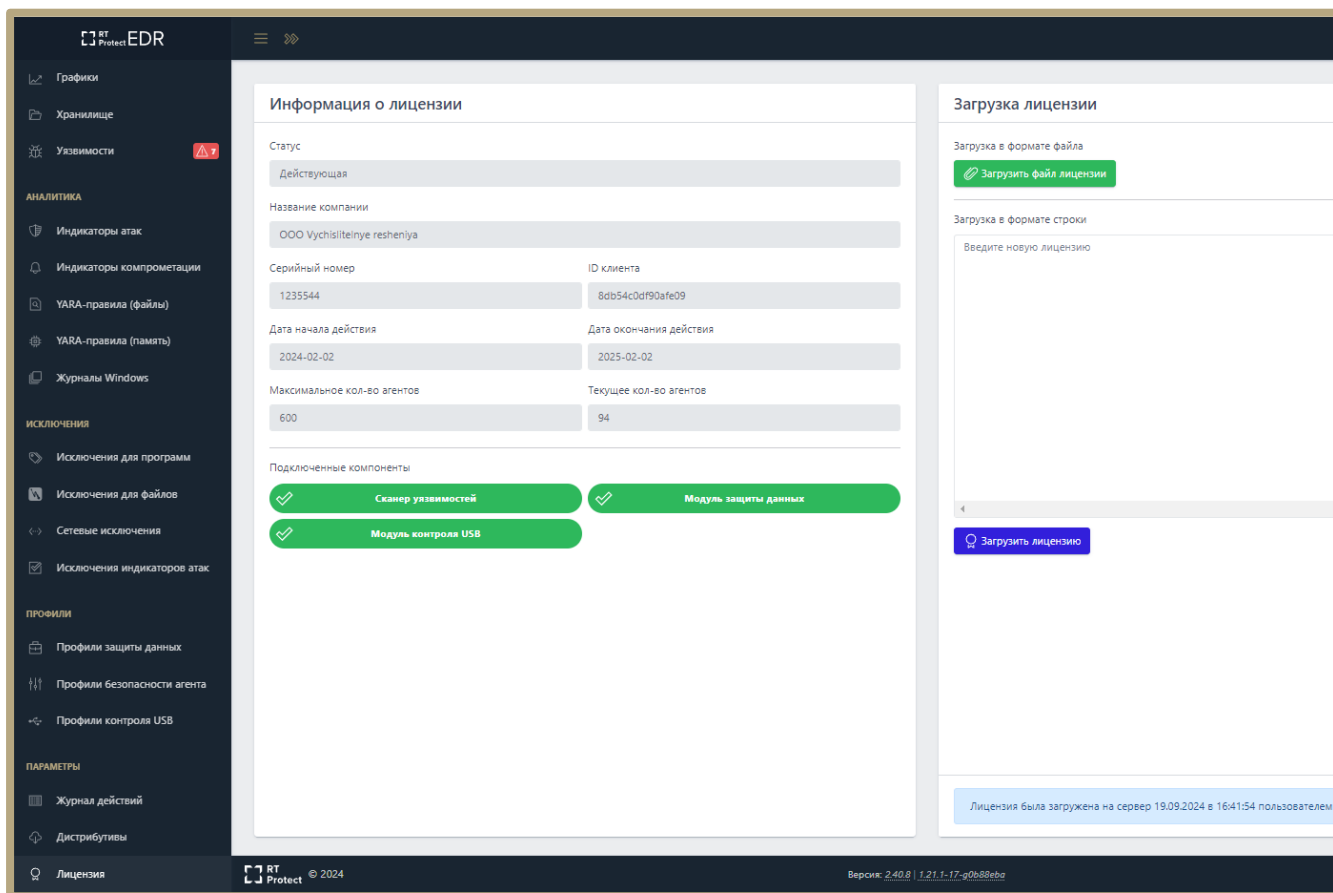 RT Protect EDR
Графики
Хранилище
Уязвимости 7
АНАЛИТИКА
Индикаторы атак
Индикаторы компрометации
YARA-правила (файлы)
YARA-правила (память)
Журналы Windows
ИСКЛЮЧЕНИЯ
Исключения для программ
Исключения для файлов
Сетевые исключения
Исключения индикаторов атак
ПРОФИЛИ
Профили защиты данных
Профили безопасности агента
Профили контроля USB
ПАРАМЕТРЫ
Журнал действий
Дистрибутивы
Лицензия
Информация о лицензии
Статус
Действующая
Название компании
OOO Vychislitelnye resheniya
Серийный номер
ID клиента
1235544
8db54c0df90afe09
Дата начала действия
Дата окончания действия
2024-02-02
2025-02-02
Максимальное кол-во агентов
Текущее кол-во агентов
600
94
Подключенные компоненты
Сканер уязвимостей
Модуль защиты данных
Модуль контроля USB
Загрузка лицензии
Загрузка в формате файла
Загрузить файл лицензии
Загрузка в формате строки
Введите новую лицензию
Загрузить лицензию
Лицензия была загружена на сервер 19.09.2024 в 16:41:54 пользователем
RT Protect © 2024
Версия: 2.40.8 | 1.21.1-17-g0b88eba